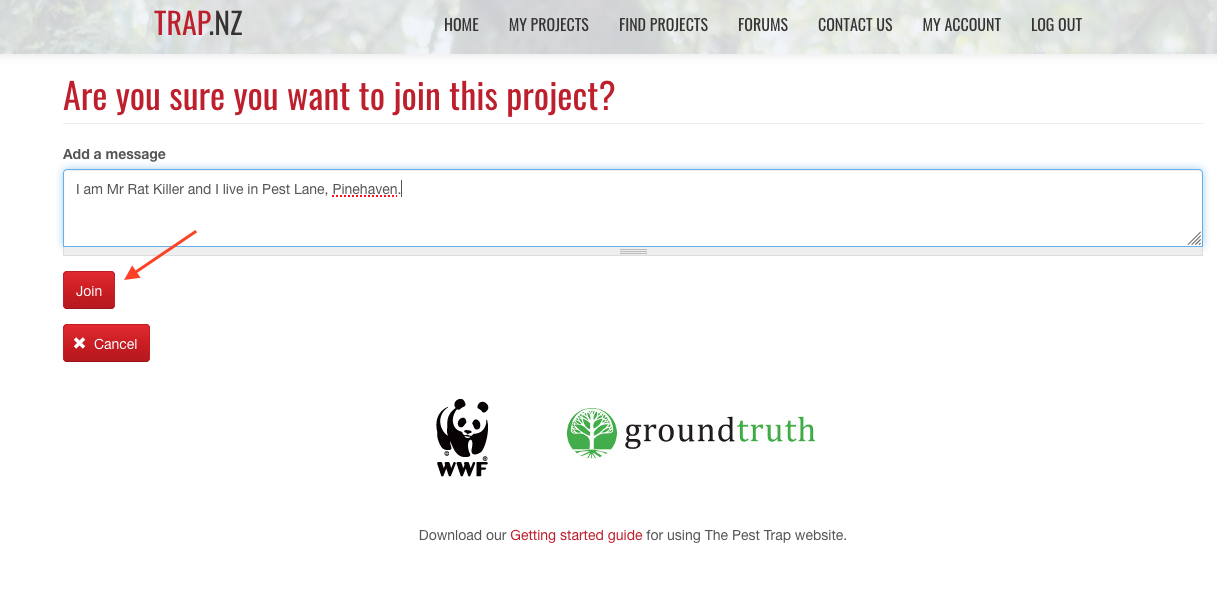 TRAP.NZ
HOME MY PROJECTS FIND PROJECTS FORUMS CONTACT US MY ACCOUNT LOG OUT
Are you sure you want to join this project?
Add a message
I am Mr Rat Killer and I live in Pest Lane, Pinehaven.
Join
Cancel
WWF
groundtruth
Download our Getting started guide for using The Pest Trap website.